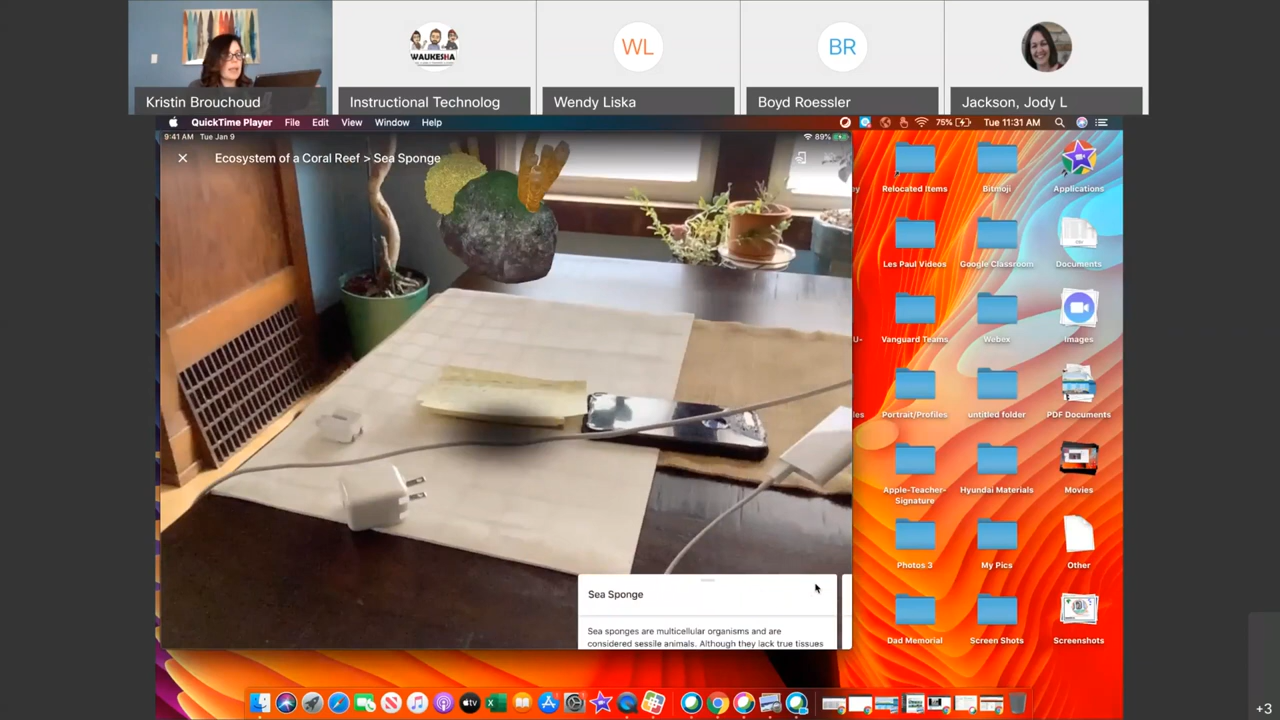 WAUKESHA
WL
BR
Kristin Brouchoud
Instructional Technolog
Wendy Liska
Boyd Roessler
Jackson, Jody L
QuickTime Player File Edit View Window Help
75% Tue 11:31 AM
9:41 AM Tue Jan 9
89%
Ecosystem of a Coral Reef > Sea Sponge
Relocated Items
Bitmoji
Applications
Les Paul Videos
Google Classroom
Documents
Vanguard Teams
Webex
Images
Portrait/Profiles
untitled folder
PDF Documents
Apple-Teacher-
Signature
Hyundai Materials
Movies
Photos 3
My Pics
Other
Dad Memorial
Screen Shots
Screenshots
Sea Sponge
Sea sponges are multicellular organisms and are
considered sessile animals. Although they lack true tissues
tv
+3